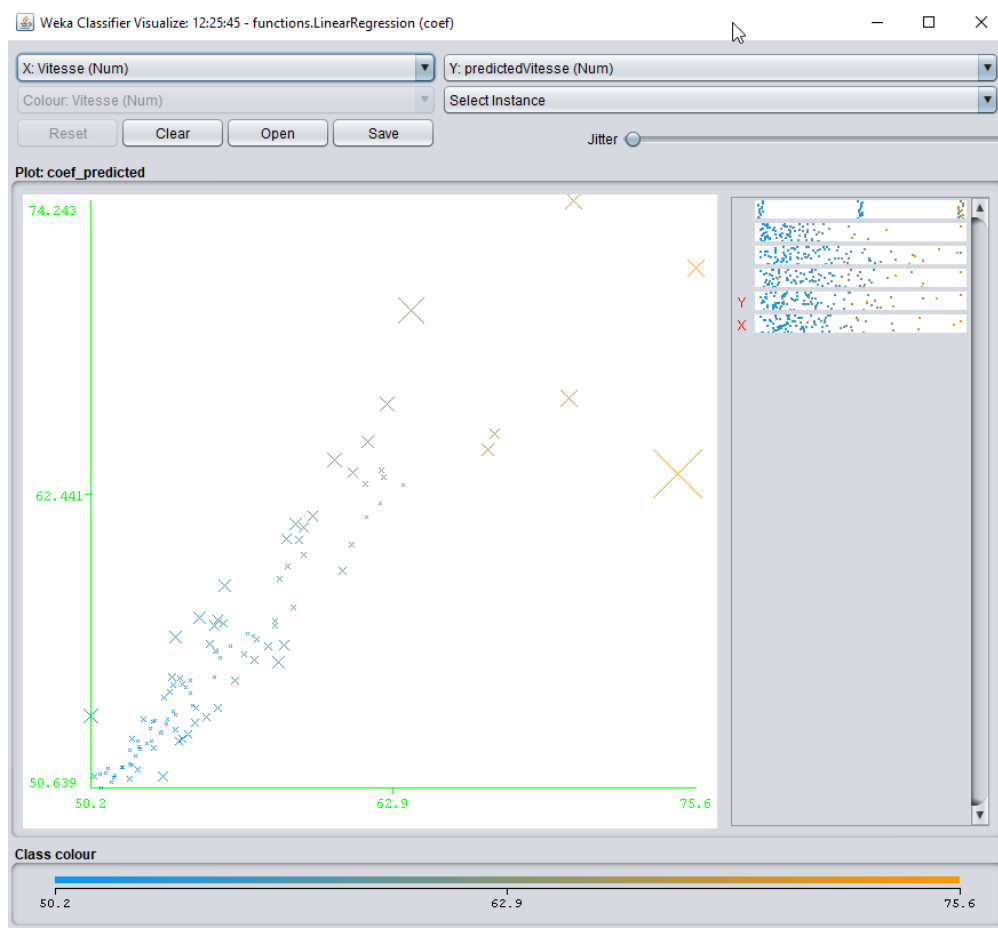 Weka Classifier Visualize: 12:25:45 - functions.LinearRegression (coef)
X: Vitesse (Num)
Y: predictedVitesse (Num)
Colour: Vitesse (Num)
Select Instance
Reset
Clear
Open
Save
Jitter
Plot: coef_predicted
74.243
62.441
50.639
50.2
62.9
75.6
Y
X
Class colour
50.2
62.9
75.6